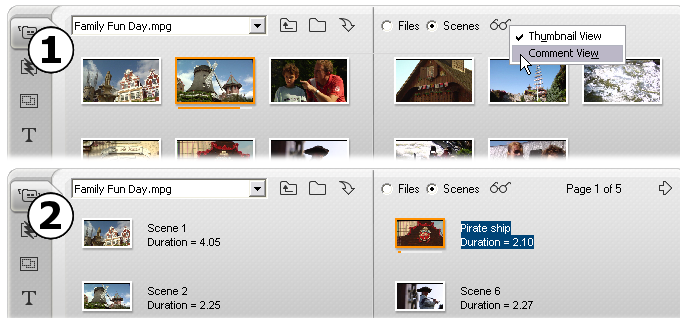 Family Fun Day.mpg
Files Scenes
Thumbnail View
Comment View
1
T
Family Fun Day.mpg
Files Scenes Page 1 of 5
2
Scene 1
Duration = 4.05
Pirate ship
Duration = 2.10
Scene 2
Duration = 2.25
Scene 6
Duration = 2.27
T